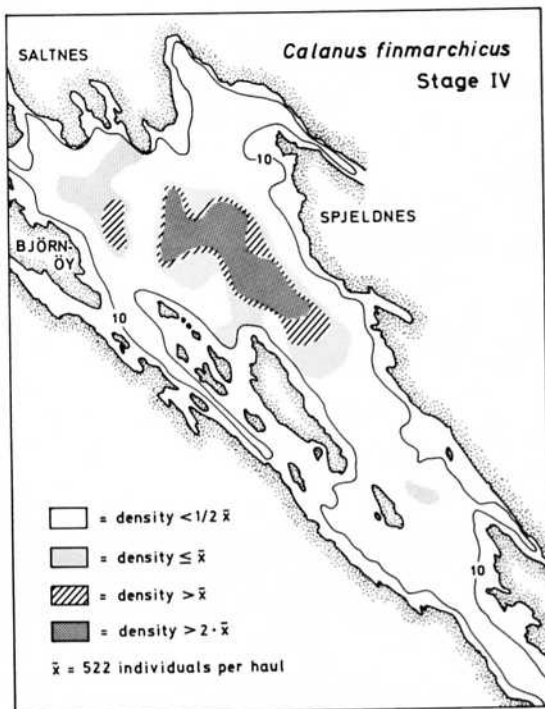 SALTNES
Calanus finmarchicus
Stage IV
10
SPJELDNES
BJÖRN-
ÖY
10
10
= density < 1/2 x̄
= density ≤ x̄
= density > x̄
= density > 2 · x̄
x̄ = 522 individuals per haul